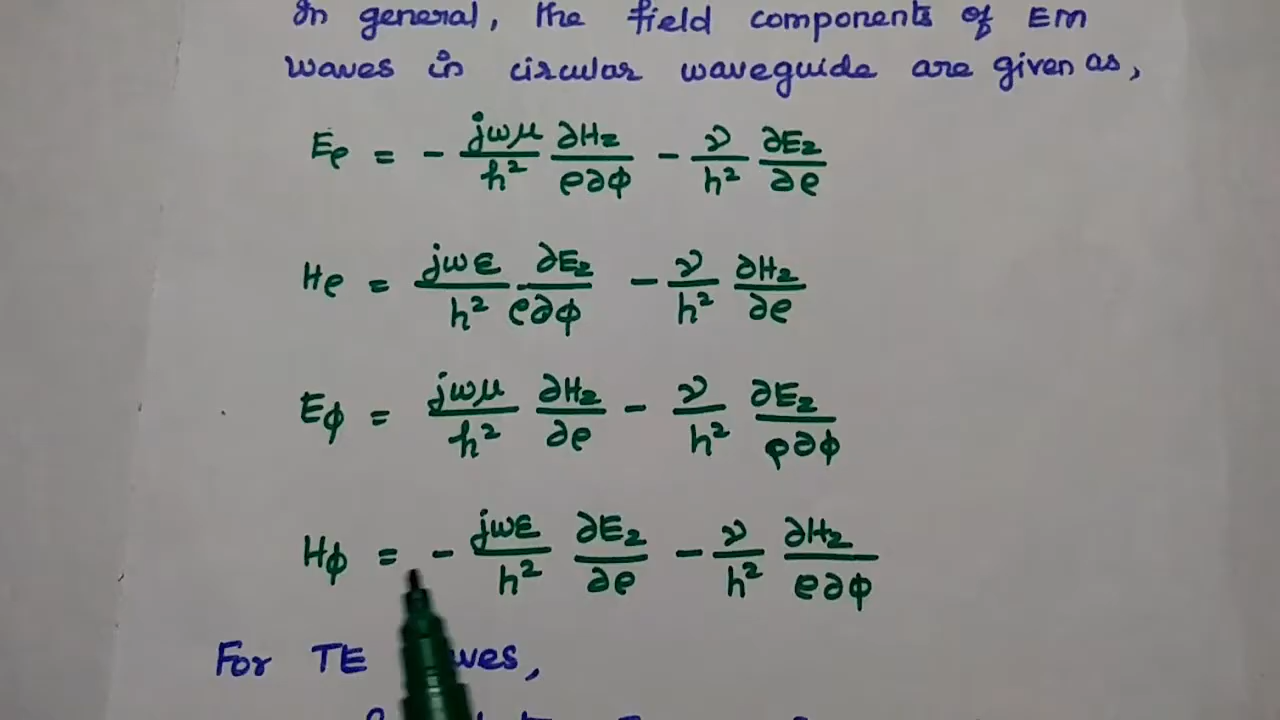 In general, the field components of EM
waves in circular waveguide are given as,
Eρ = - jωμ/h² ∂Hz/ρ∂ϕ - γ/h² ∂Ez/∂ρ
Hρ = jωε/h² ∂Ez/ρ∂ϕ - γ/h² ∂Hz/∂ρ
Eϕ = jωμ/h² ∂Hz/∂ρ - γ/h² ∂Ez/ρ∂ϕ
Hϕ = - jωε/h² ∂Ez/∂ρ - γ/h² ∂Hz/ρ∂ϕ
For TE